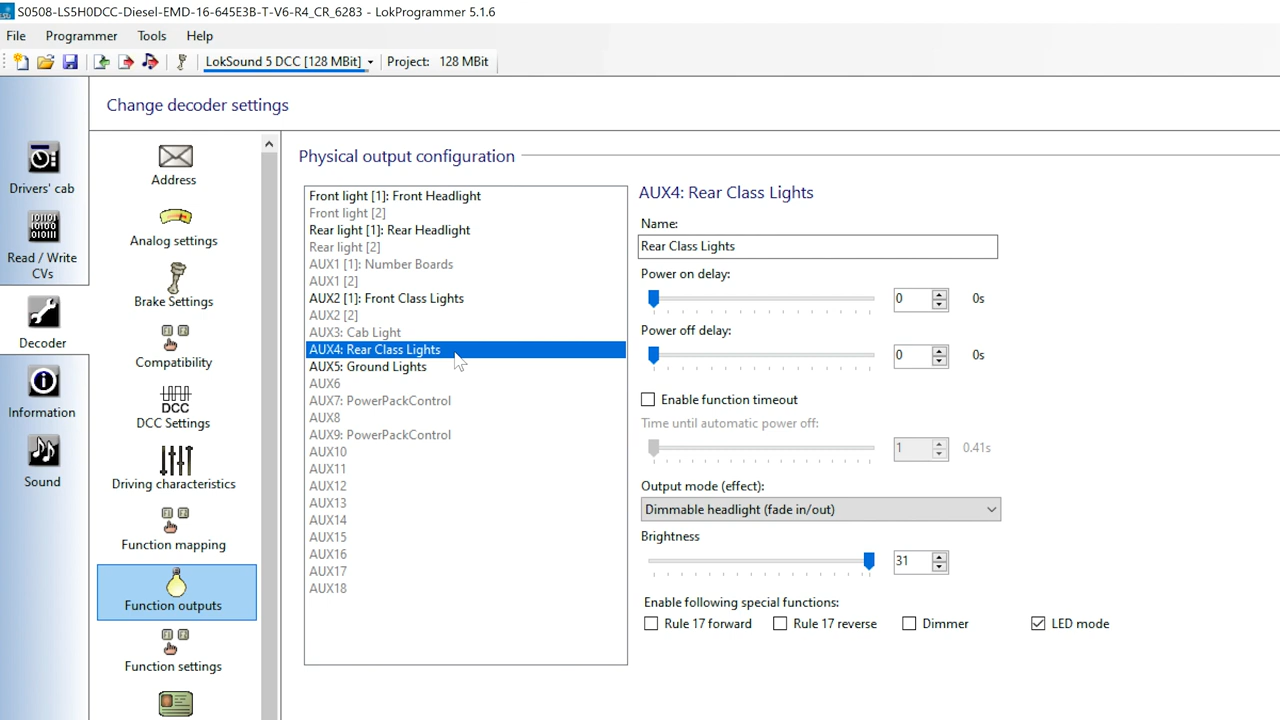 S0508-LS5H0DCC-Diesel-EMD-16-645E3B-T-V6-R4_CR_6283 - LokProgrammer 5.1.6
File Programmer Tools Help
LokSound 5 DCC [128 MBit] Project: 128 MBit
Change decoder settings
Drivers' cab
Read / Write
CVs
Decoder
Information
Sound
Address
Analog settings
Brake Settings
Compatibility
DCC
DCC Settings
Driving characteristics
Function mapping
Function outputs
Function settings
Physical output configuration
Front light [1]: Front Headlight
Front light [2]
Rear light [1]: Rear Headlight
Rear light [2]
AUX1 [1]: Number Boards
AUX1 [2]
AUX2 [1]: Front Class Lights
AUX2 [2]
AUX3: Cab Light
AUX4: Rear Class Lights
AUX5: Ground Lights
AUX6
AUX7: PowerPackControl
AUX8
AUX9: PowerPackControl
AUX10
AUX11
AUX12
AUX13
AUX14
AUX15
AUX16
AUX17
AUX18
AUX4: Rear Class Lights
Name:
Rear Class Lights
Power on delay:
0 0s
Power off delay:
0 0s
Enable function timeout
Time until automatic power off:
1 0.41s
Output mode (effect):
Dimmable headlight (fade in/out)
Brightness
31
Enable following special functions:
Rule 17 forward Rule 17 reverse Dimmer LED mode